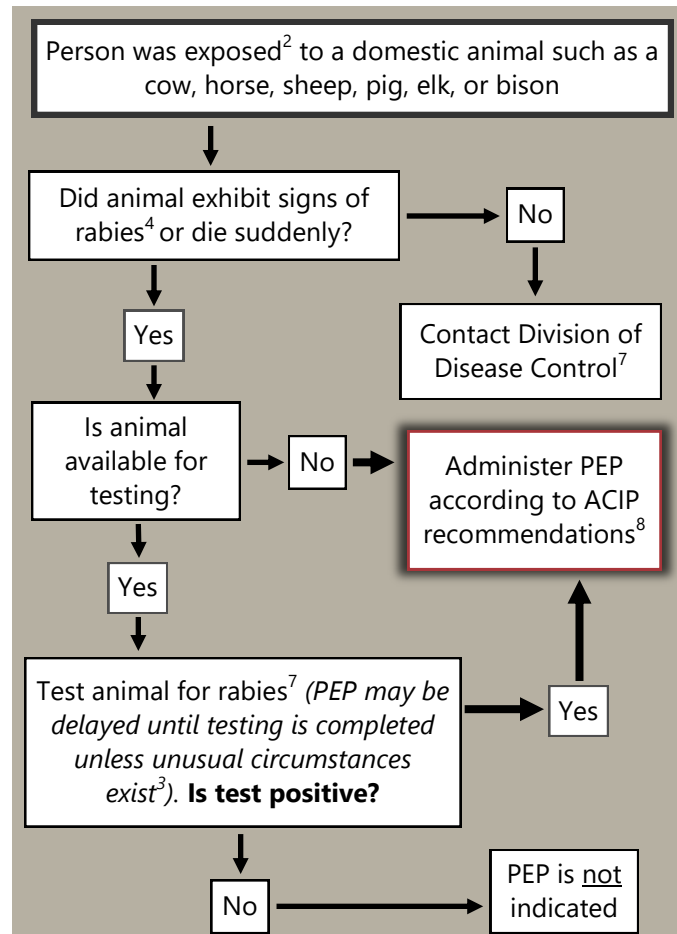 Person was exposed² to a domestic animal such as a
cow, horse, sheep, pig, elk, or bison
Did animal exhibit signs of
rabies⁴ or die suddenly?
No
Yes
Contact Division of
Disease Control⁷
Is animal
available for
testing?
No
Administer PEP
according to ACIP
recommendations⁸
Yes
Test animal for rabies⁷ (PEP may be
delayed until testing is completed
unless unusual circumstances
exist³). Is test positive?
Yes
No
PEP is not
indicated